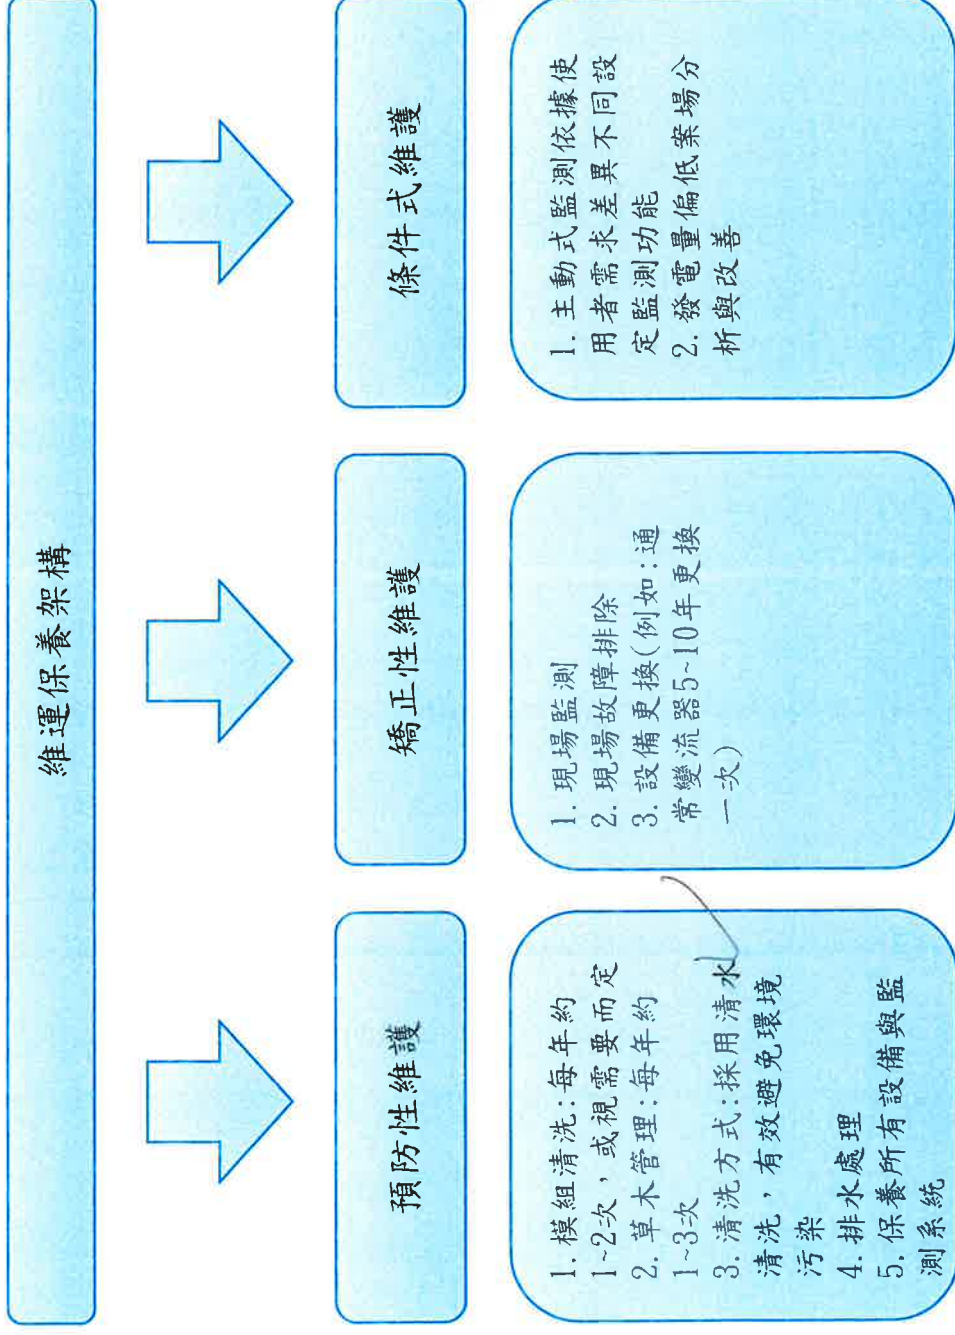 維運保養架構
預防性維護
1. 模組清洗:每年約
1~2次，或視需要而定
2. 草木管理:每年約
1~3次
3. 清洗方式:採用清水
清洗，有效避免環境
污染
4. 排水處理
5. 保養所有設備與監
測系統
矯正性維護
1. 現場監測
2. 現場故障排除
3. 設備更換(例如:通
常變流器5~10年更換
一次)
條件式維護
1. 主動式監測依據使
用者需求差異不同設
定監測功能
2. 發電量偏低案場分
析與改善